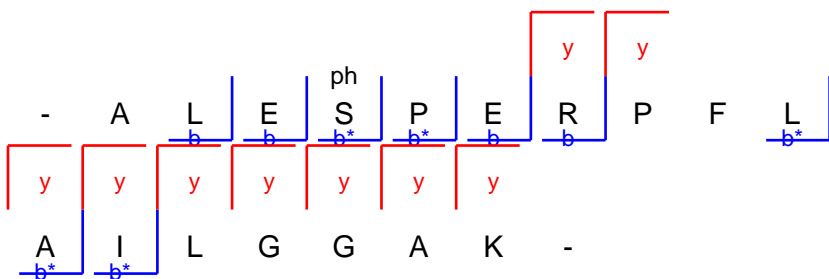 y y
ph
- A L E S P E R P F L
b b b* b* b b b*
y y y y y y y
A I L G G A K -
b* b*